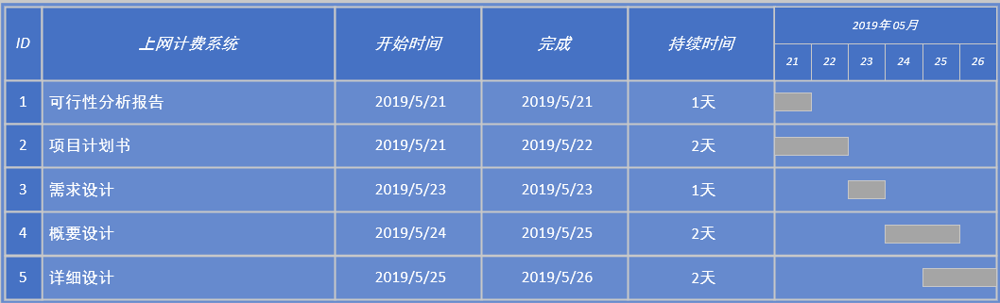 ID 上网计费系统 开始时间 完成 持续时间 2019年05月
21 22 23 24 25 26
1 可行性分析报告 2019/5/21 2019/5/21 1天
2 项目计划书 2019/5/21 2019/5/22 2天
3 需求设计 2019/5/23 2019/5/23 1天
4 概要设计 2019/5/24 2019/5/25 2天
5 详细设计 2019/5/25 2019/5/26 2天